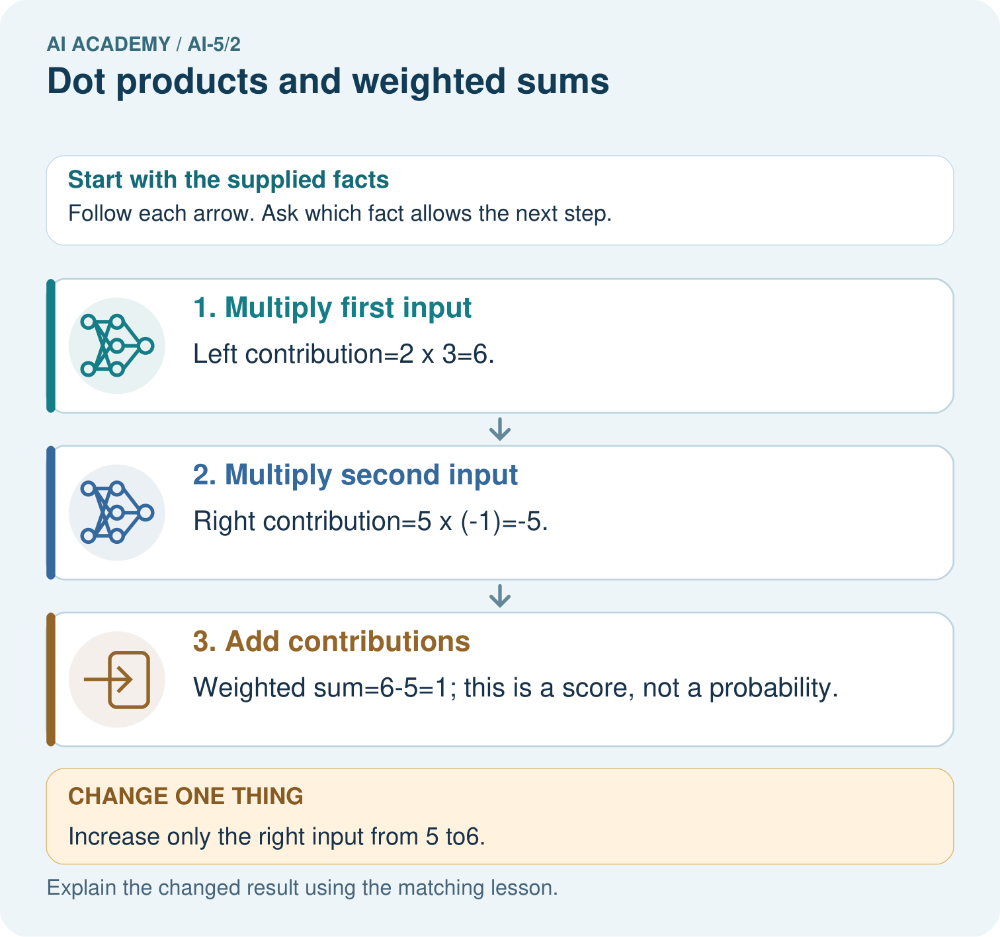 AI ACADEMY / AI-5/2
Dot products and weighted sums
Start with the supplied facts
Follow each arrow. Ask which fact allows the next step.
1. Multiply first input
Left contribution=2 x 3=6.
2. Multiply second input
Right contribution=5 x (-1)=-5.
3. Add contributions
Weighted sum=6-5=1; this is a score, not a probability.
CHANGE ONE THING
Increase only the right input from 5 to6.
Explain the changed result using the matching lesson.